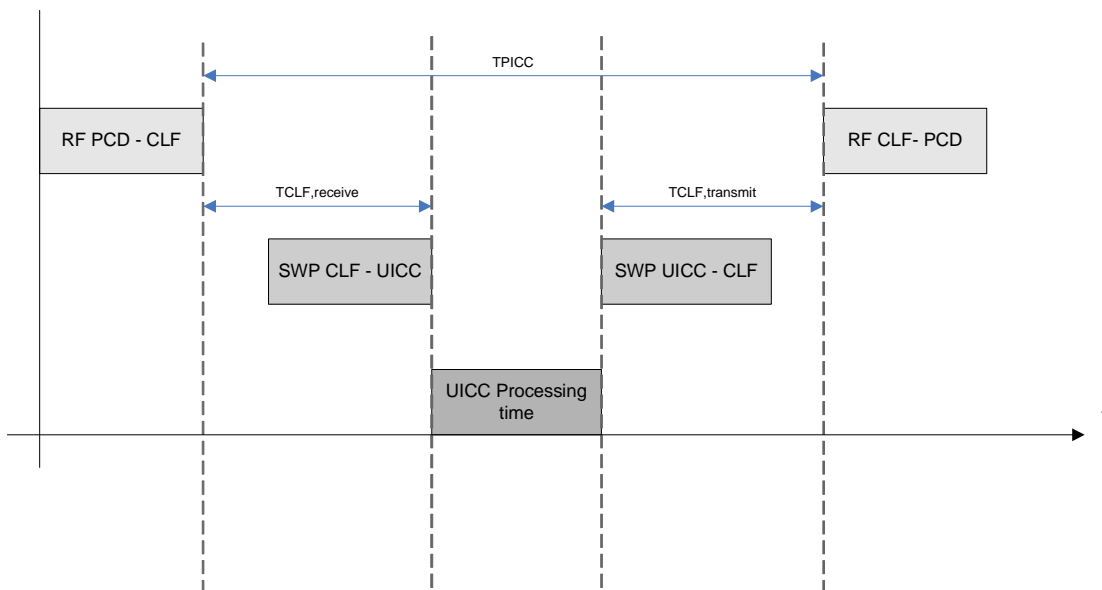 TPICC
RF PCD - CLF
RF CLF- PCD
TCLF,receive
TCLF,transmit
SWP CLF - UICC
SWP UICC - CLF
UICC Processing
time